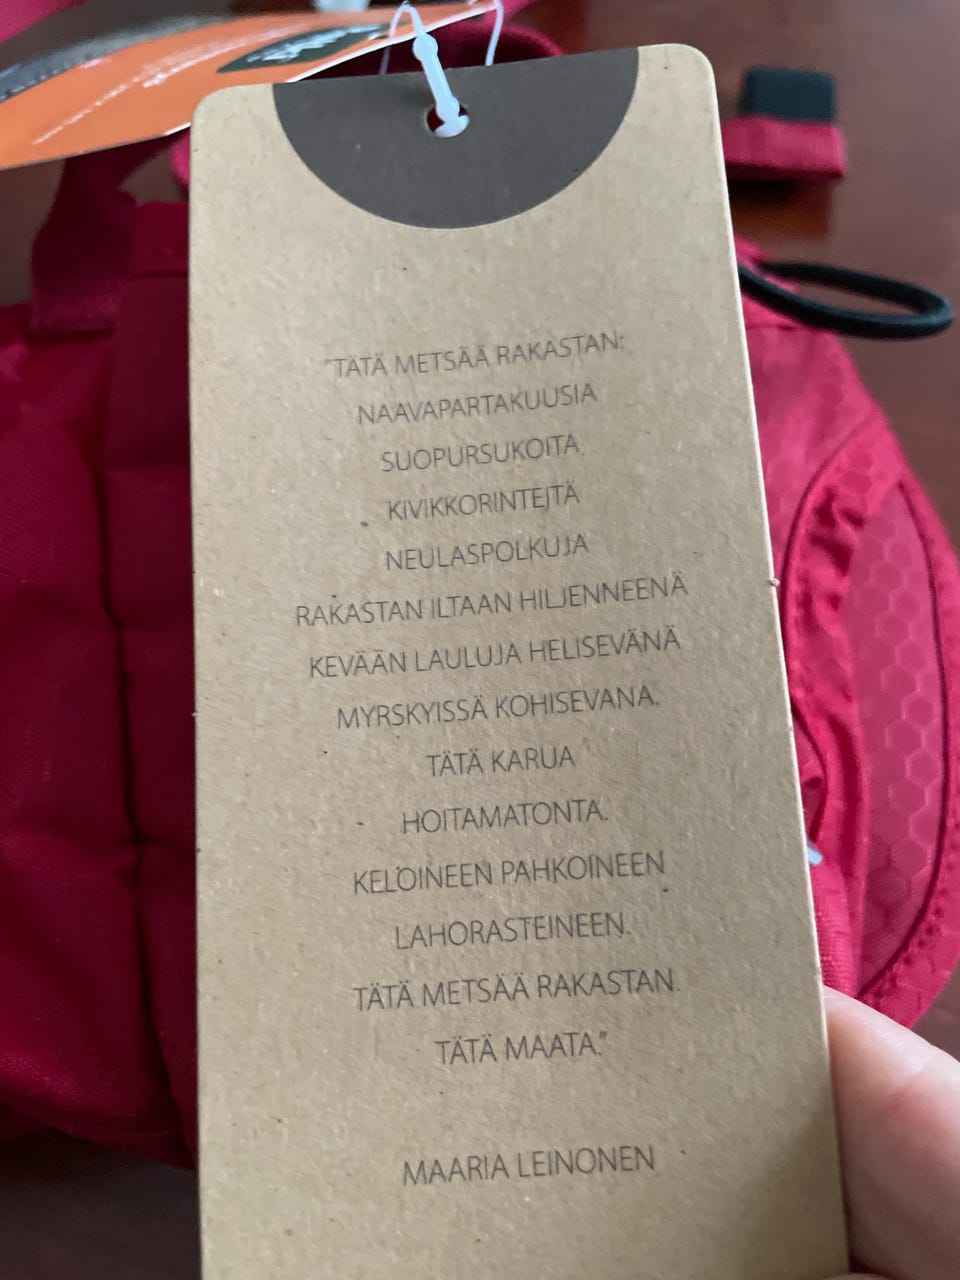 "TÄTÄ METSÄÄ RAKASTAN:
NAAVAPARTAKUUSIA
SUOPURSUKOITA
KIVIKKORINTEITÄ
NEULASPOLKUJA
RAKASTAN ILTAAN HILJENNEENÄ
KEVÄÄN LAULUJA HELISEVÄNÄ
MYRSKYISSÄ KOHISEVANA.
TÄTÄ KARUA
HOITAMATONTA.
KELOINEEN PAHKOINEEN
LAHORASTEINEEN.
TÄTÄ METSÄÄ RAKASTAN.
TÄTÄ MAATA."
MAARIA LEINONEN